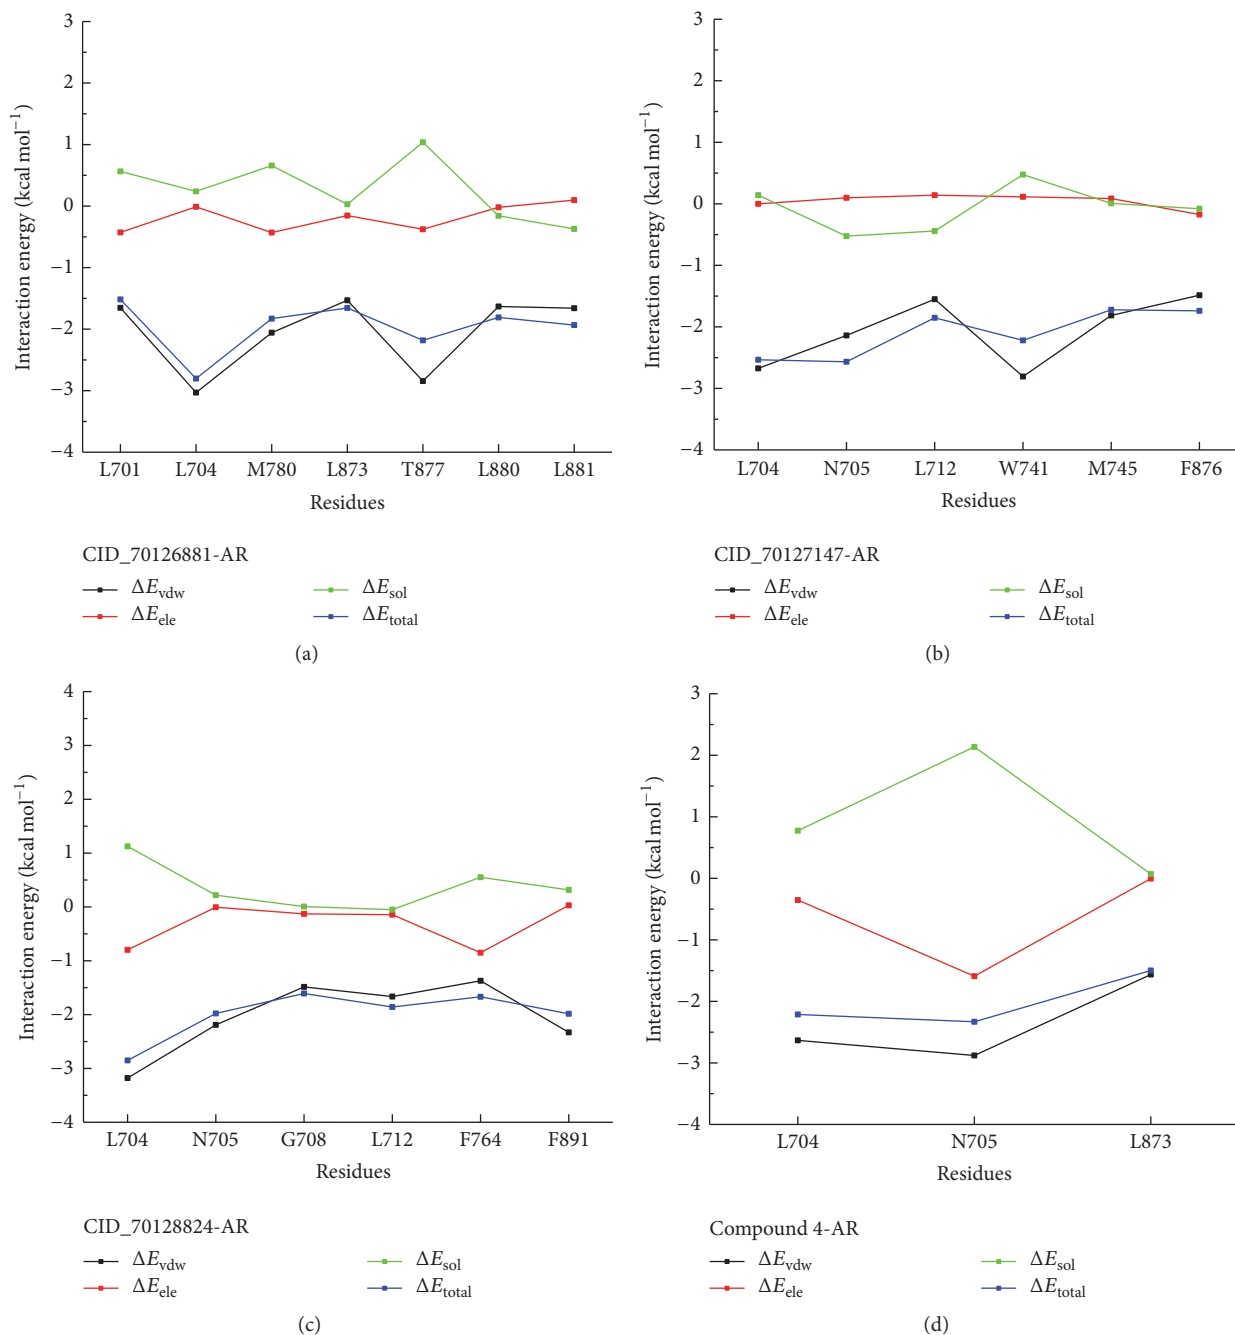 Interaction energy (kcal mol−1)
3
2
1
0
−1
−2
−3
−4
L701 L704 M780 L873 T877 L880 L881
Residues
CID_70126881-AR
ΔEvdw ΔEsol
ΔEele ΔEtotal
(a)
Interaction energy (kcal mol−1)
3
2
1
0
−1
−2
−3
−4
L704 N705 L712 W741 M745 F876
Residues
CID_70127147-AR
ΔEvdw ΔEsol
ΔEele ΔEtotal
(b)
Interaction energy (kcal mol−1)
4
3
2
1
0
−1
−2
−3
−4
L704 N705 G708 L712 F764 F891
Residues
CID_70128824-AR
ΔEvdw ΔEsol
ΔEele ΔEtotal
(c)
Interaction energy (kcal mol−1)
3
2
1
0
−1
−2
−3
−4
L704 N705 L873
Residues
Compound 4-AR
ΔEvdw ΔEsol
ΔEele ΔEtotal
(d)